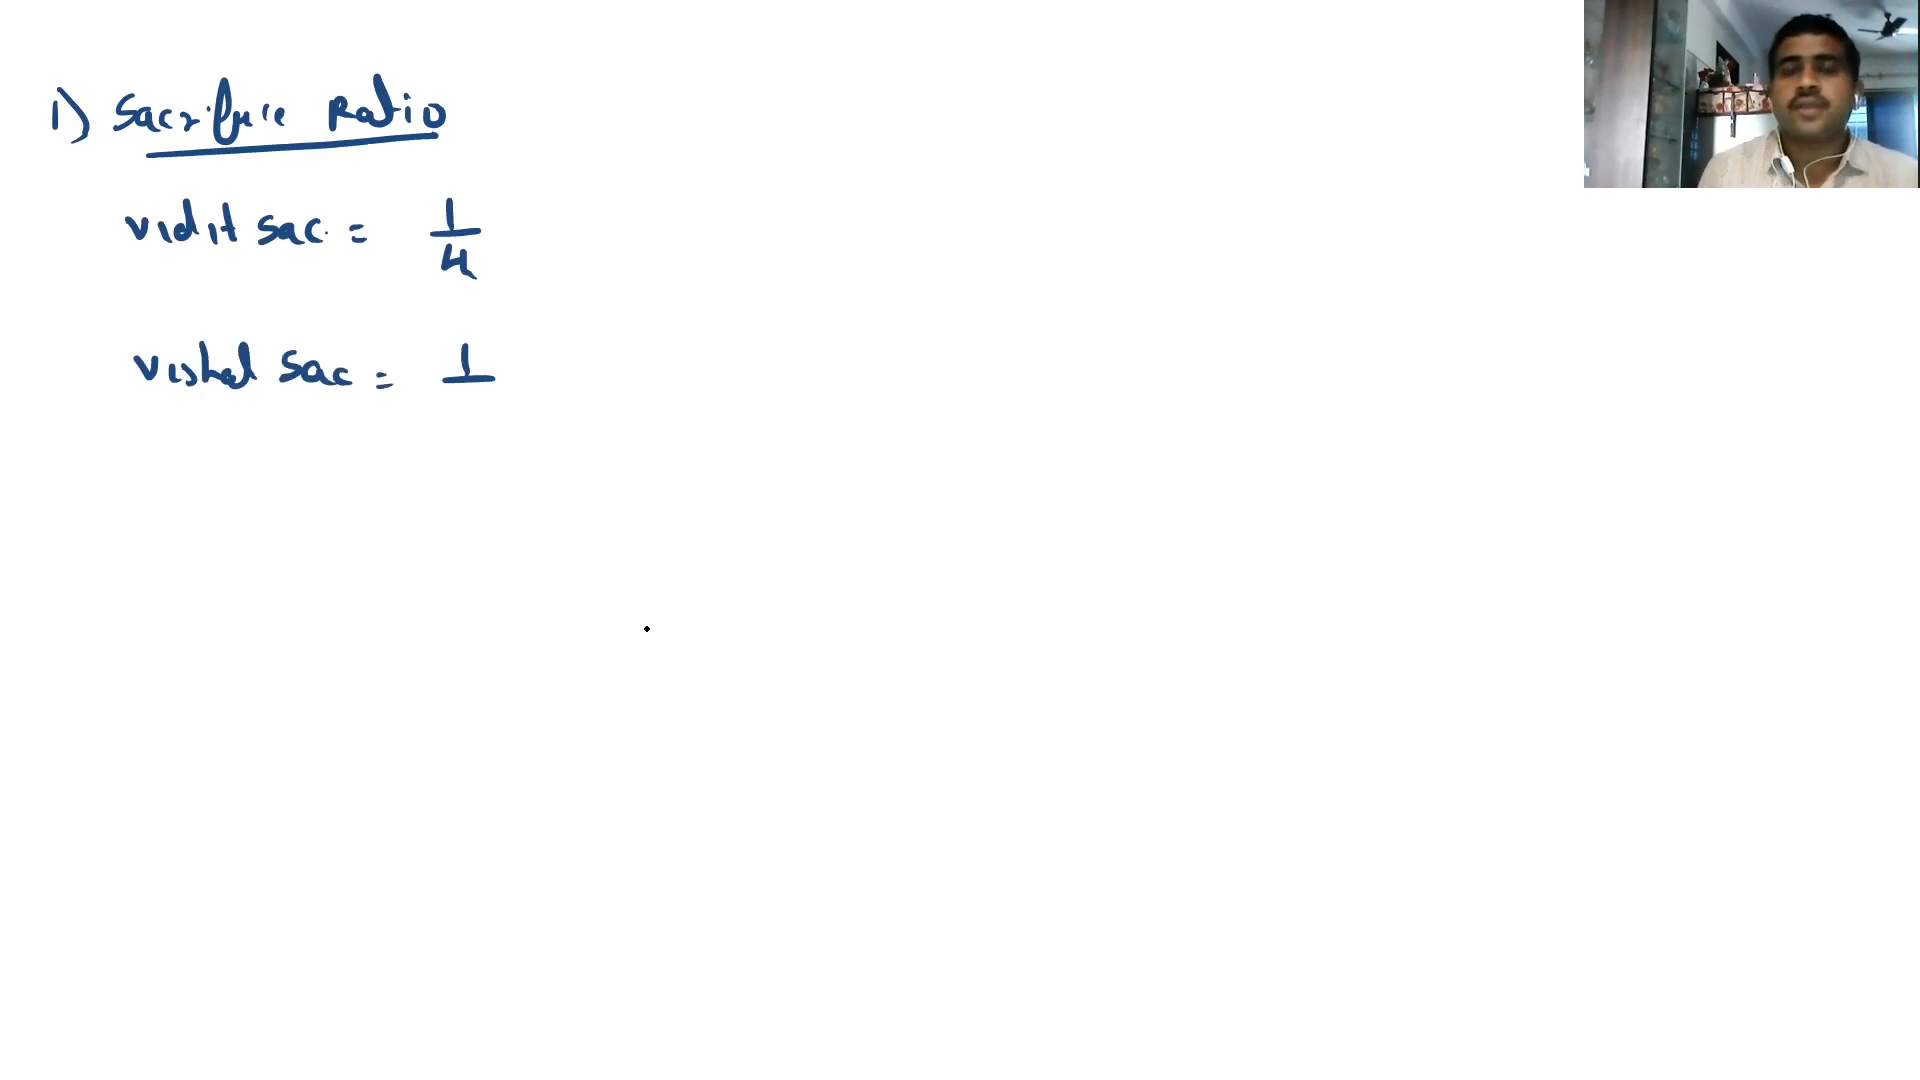 1) Sacrifice Ratio
vidit sac. = 1/4
vishal sac = 1/